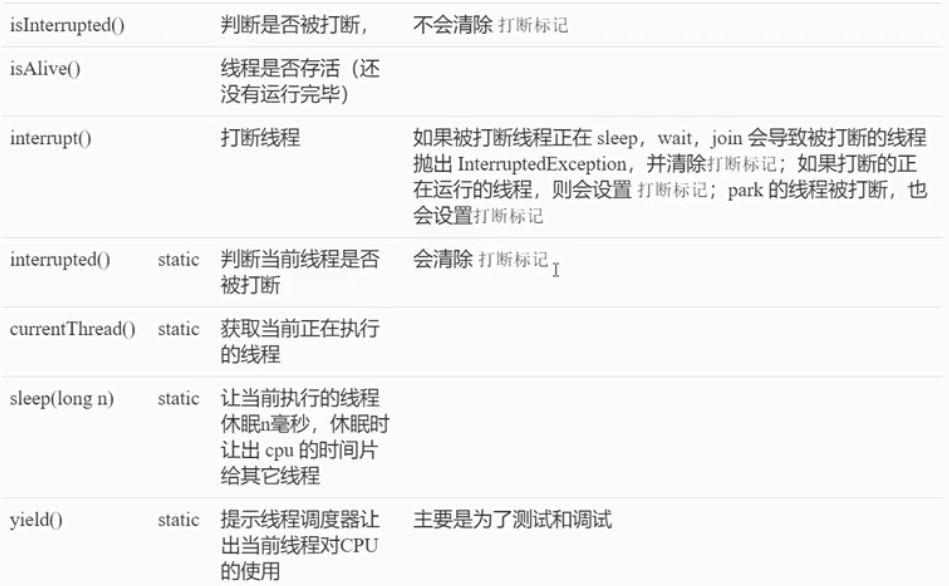 isInterrupted() 判断是否被打断， 不会清除 打断标记
isAlive() 线程是否存活（还
没有运行完毕）
interrupt() 打断线程 如果被打断线程正在 sleep，wait，join 会导致被打断的线程
抛出 InterruptedException，并清除打断标记；如果打断的正
在运行的线程，则会设置 打断标记；park 的线程被打断，也
会设置打断标记
interrupted() static 判断当前线程是否 会清除 打断标记
被打断
currentThread() static 获取当前正在执行
的线程
sleep(long n) static 让当前执行的线程
休眠n毫秒，休眠时
让出 cpu 的时间片
给其它线程
yield() static 提示线程调度器让 主要是为了测试和调试
出当前线程对CPU
的使用